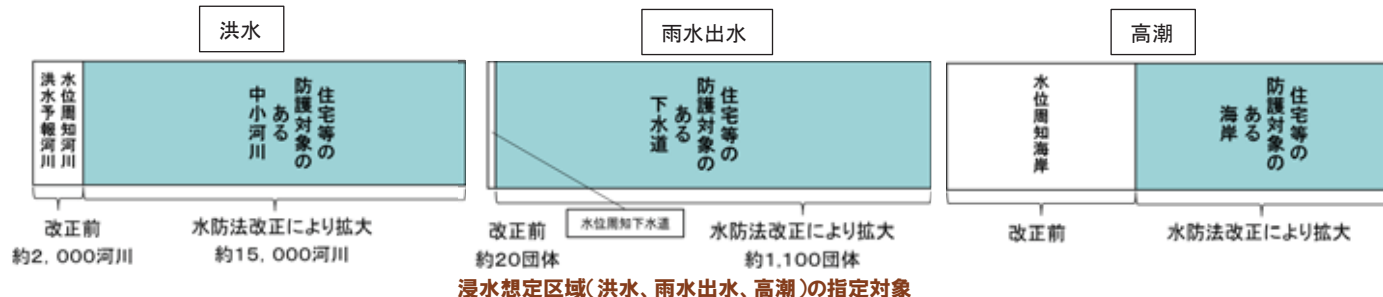 洪水
雨水出水
高潮
水位周知河川
洪水予報河川
住宅等の
防護対象の
ある
中小河川
住宅等の
防護対象の
ある
下水道
水位周知海岸
住宅等の
防護対象の
ある
海岸
改正前
約2，000河川
水防法改正により拡大
約15，000河川
改正前
約20団体
水位周知下水道
水防法改正により拡大
約1,100団体
改正前
水防法改正により拡大
浸水想定区域（洪水、雨水出水、高潮）の指定対象